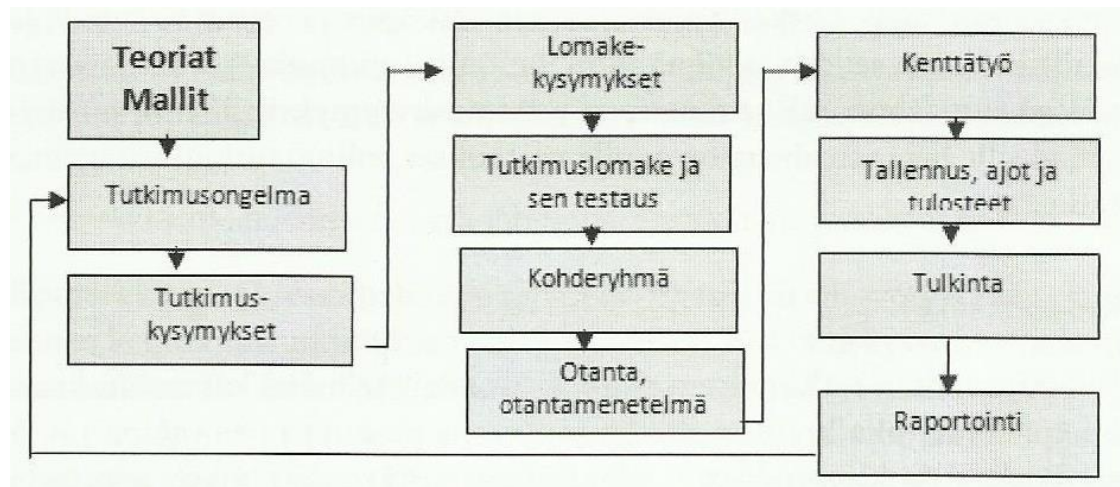 Teoriat
Mallit
Tutkimusongelma
Tutkimus-
kysymykset
Lomake-
kysymykset
Tutkimuslomake ja
sen testaus
Kohderyhmä
Otanta,
otantamenetelmä
Kenttätyö
Tallennus, ajot ja
tulosteet
Tulkinta
Raportointi